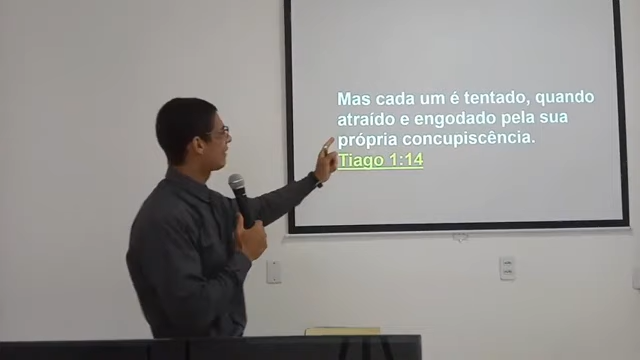 Mas cada um é tentado, quando
atraído e engodado pela sua
própria concupiscência.
Tiago 1:14